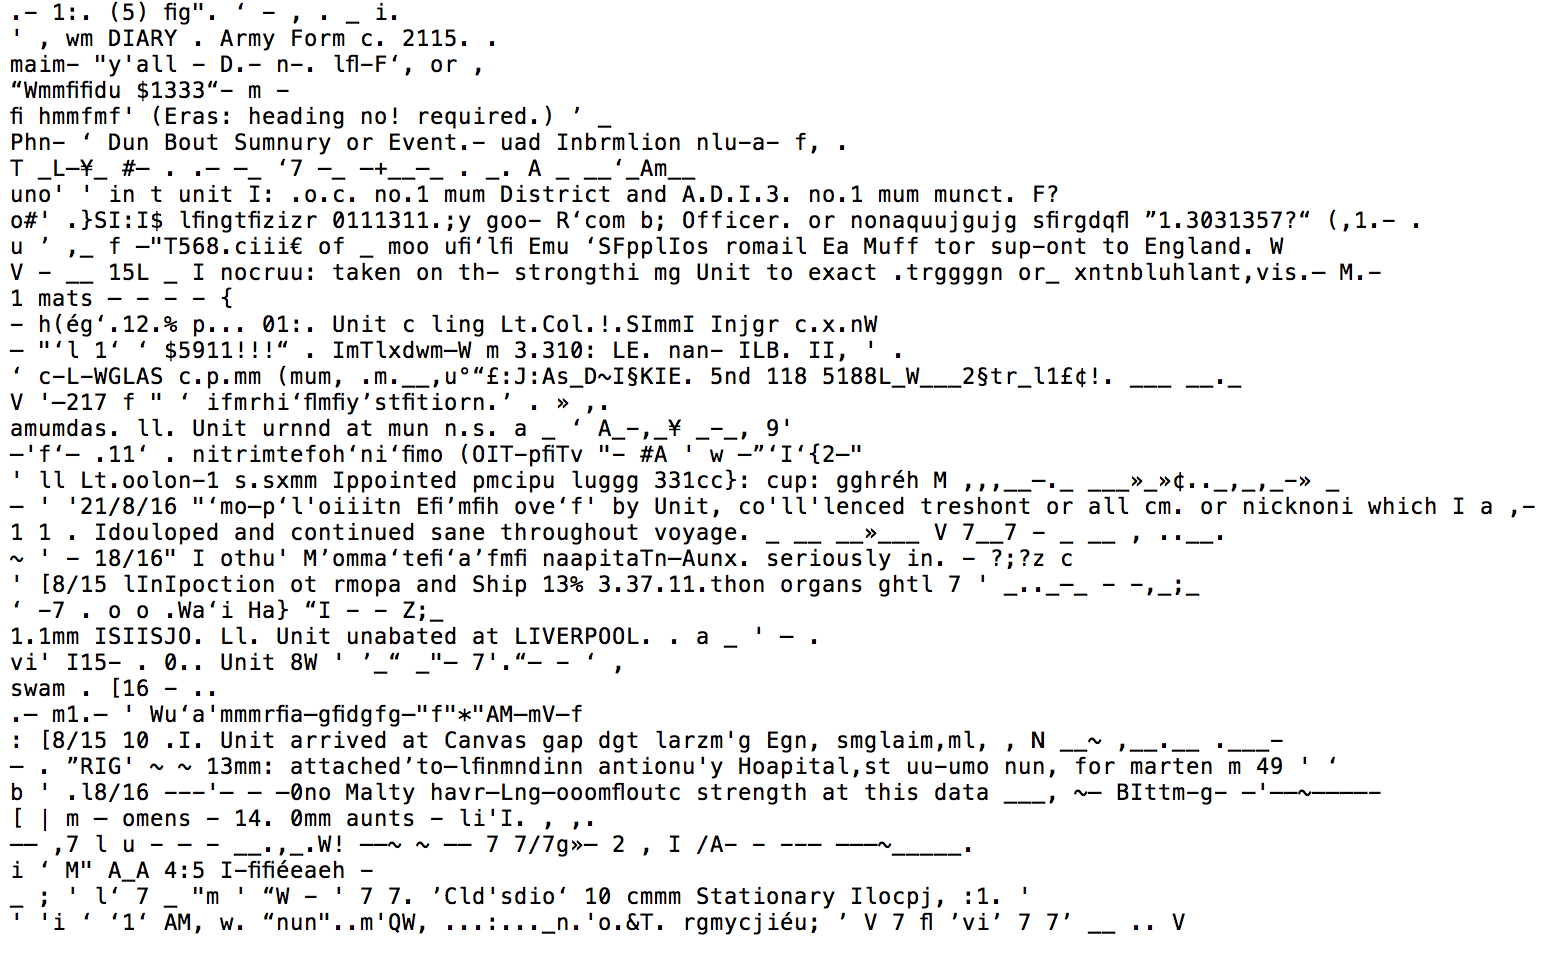 .– 1:. (5) fig". ‘ – , . _ i.
' , wm DIARY . Army Form c. 2115. .
maim– "y'all – D.– n–. lfl–F‘, or ,
“Wmmfifidu $1333“– m –
fi hmmfmf' (Eras: heading no! required.) ’ _
Phn– ‘ Dun Bout Sumnury or Event.– uad Inbrmlion nlu–a– f, .
T _L—¥_ #— . .– –_ ‘7 –_ —+__—_ . _. A _ __‘_Am__
uno' ' in t unit I: .o.c. no.1 mum District and A.D.I.3. no.1 mum munct. F?
o#' .}SI:I$ lfingtfizizr 0111311.;y goo– R‘com b; Officer. or nonaquujgujg sfirgdqfl ”1.3031357?“ (,1.– .
u ’ ,_ f —"T568.ciii€ of _ moo ufi‘lfi Emu ‘SFpplIos romail Ea Muff tor sup–ont to England. W
V – __ 15L _ I nocruu: taken on th– strongthi mg Unit to exact .trggggn or_ xntnbluhlant,vis.– M.–
1 mats — — – — {
– h(ég‘.12.% p... 01:. Unit c ling Lt.Col.!.SImmI Injgr c.x.nW
— "‘l 1‘ ‘ $5911!!!“ . ImTlxdwm—W m 3.310: LE. nan– ILB. II, ' .
‘ c–L–WGLAS c.p.mm (mum, .m.__,u°“£:J:As_D~I§KIE. 5nd 118 5188L_W___2§tr_l1£¢!. ___ __._
V '—217 f " ‘ ifmrhi‘flmfiy’stfitiorn.’ . » ,.
amumdas. ll. Unit urnnd at mun n.s. a _ ‘ A_–,_¥ _–_, 9'
—'f‘— .11‘ . nitrimtefoh‘ni‘fimo (OIT–pfiTv "– #A ' w —”‘I‘{2—"
' ll Lt.oolon–1 s.sxmm Ippointed pmcipu luggg 331cc}: cup: gghréh M ,,,__—._ ___»_»¢.._,_,_–» _
– ' '21/8/16 "‘mo–p‘l'oiiitn Efi’mfih ove‘f' by Unit, co'll'lenced treshont or all cm. or nicknoni which I a ,–
1 1 . Idouloped and continued sane throughout voyage. _ __ __»___ V 7__7 – _ __ , ..__.
~ ' – 18/16" I othu' M’omma‘tefi‘a’fmfi naapitaTn—Aunx. seriously in. – ?;?z c
' [8/15 lInIpoction ot rmopa and Ship 13% 3.37.11.thon organs ghtl 7 ' _.._—_ – –,_;_
‘ –7 . o o .Wa‘i Ha} “I – – Z;_
1.1mm ISIISJO. Ll. Unit unabated at LIVERPOOL. . a _ ' — .
vi' I15– . 0.. Unit 8W ' ’_“ _"— 7'.“— – ‘ ,
swam . [16 – ..
.— m1.— ' Wu‘a'mmmrfia—gfidgfg—"f"*"AM—mV—f
: [8/15 10 .I. Unit arrived at Canvas gap dgt larzm'g Egn, smglaim,ml, , N __~ ,__.__ .___–
— . ”RIG' ~ ~ 13mm: attached’to—lfinmndinn antionu'y Hoapital,st uu–umo nun, for marten m 49 ' ‘
b ' .l8/16 –––'– – —0no Malty havr—Lng—ooomfloutc strength at this data ___, ~— BIttm–g– —'——~—————
[ | m — omens – 14. 0mm aunts – li'I. , ,.
—— ,7 l u – – – __.,_.W! ——~ ~ —— 7 7/7g»— 2 , I /A– – ––– ———~_____.
i ‘ M" A_A 4:5 I–fifiéeaeh –
_ ; ' l‘ 7 _ "m ' “W – ' 7 7. ’Cld'sdio‘ 10 cmmm Stationary Ilocpj, :1. '
' 'i ‘ ‘1‘ AM, w. “nun"..m'QW, ...:..._n.'o.&T. rgmycjiéu; ’ V 7 fl ’vi’ 7 7’ __ .. V